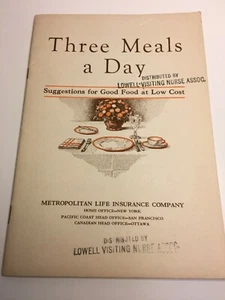 Three Meals
a Day
DISTRIBUTED BY
LOWELL VISITING NURSE ASSOC.
Suggestions for Good Food at Low Cost
METROPOLITAN LIFE INSURANCE COMPANY
HOME OFFICE—NEW YORK
PACIFIC COAST HEAD OFFICE—SAN FRANCISCO
CANADIAN HEAD OFFICE—OTTAWA
DISTRIBUTED BY
LOWELL VISITING NURSE ASSOC.